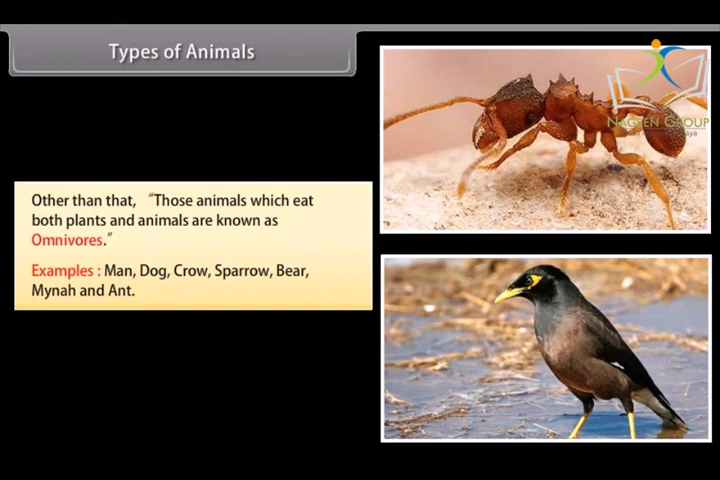 Types of Animals
Other than that, "Those animals which eat
both plants and animals are known as
Omnivores."
Examples : Man, Dog, Crow, Sparrow, Bear,
Mynah and Ant.
NAGSEN GROUP